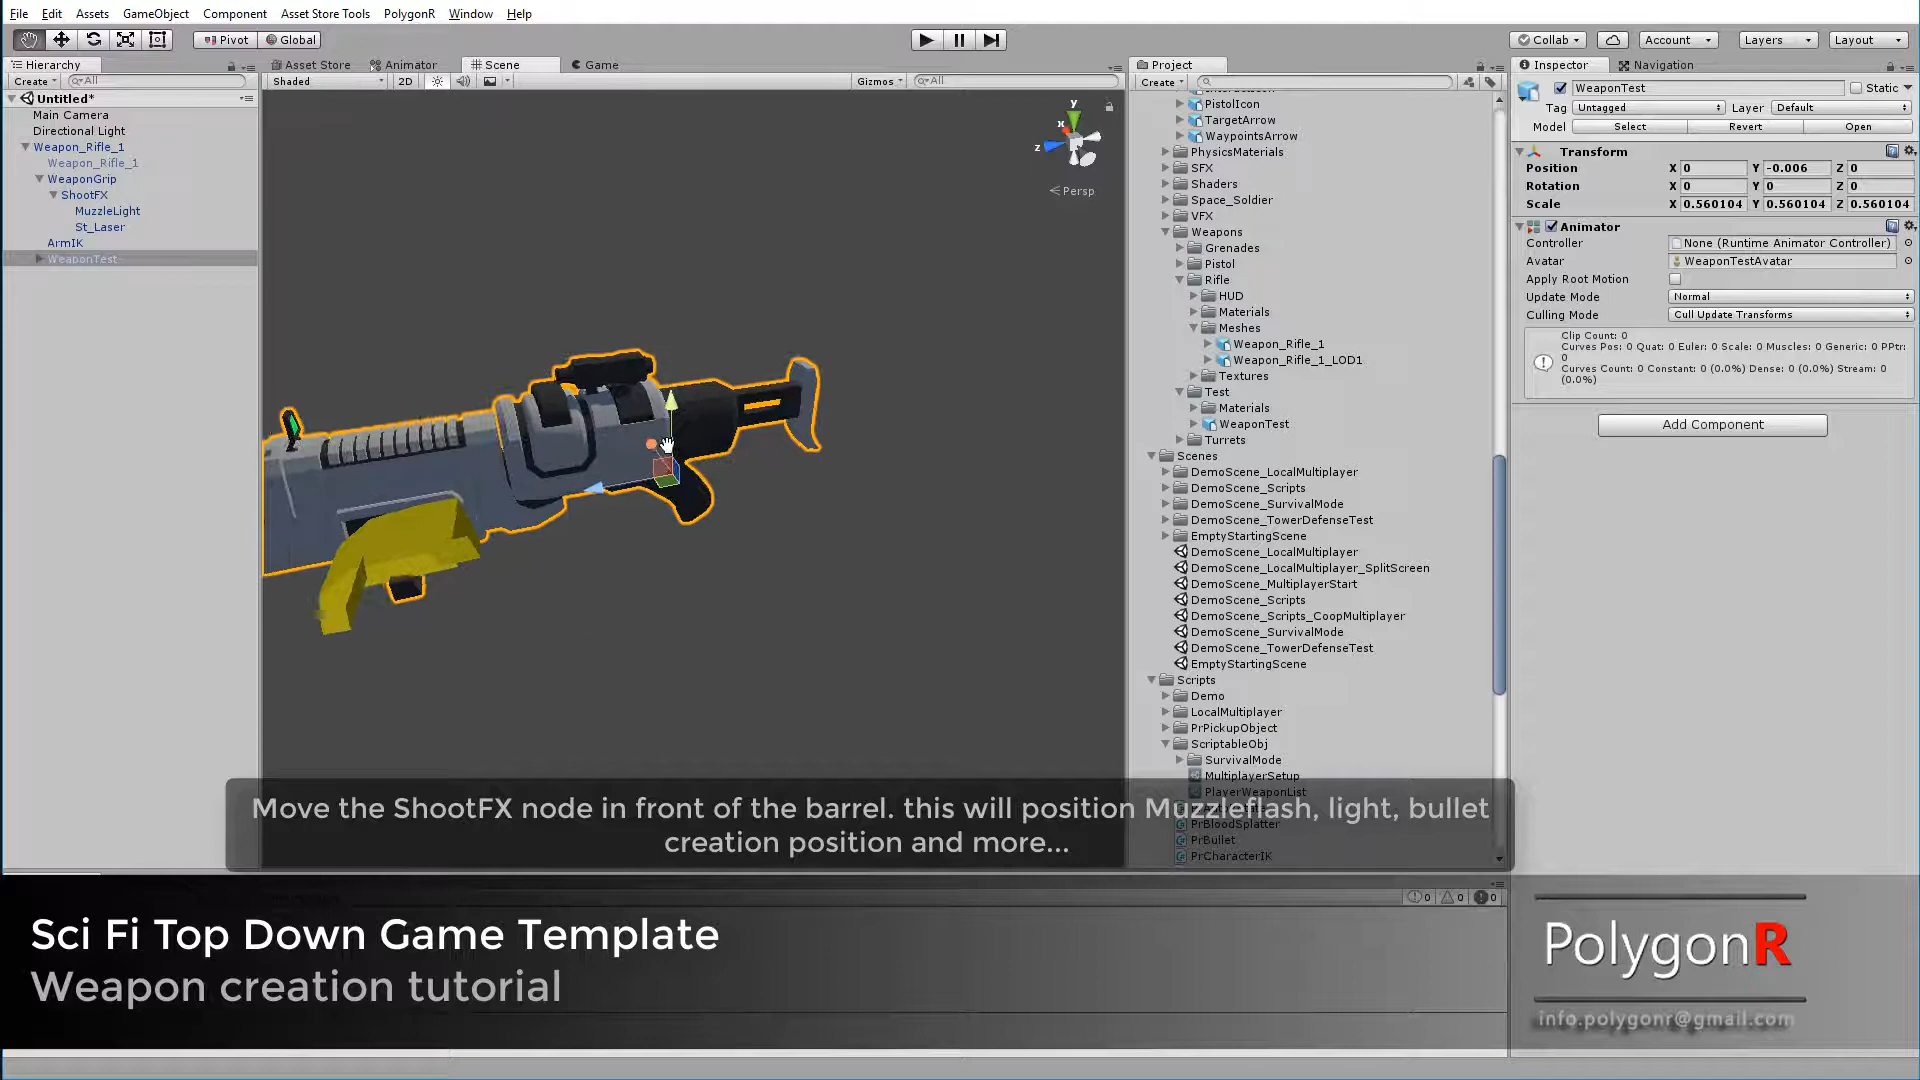 File Edit Assets GameObject Component Asset Store Tools PolygonR Window Help
Pivot Global
Collab Account Layers Layout
Hierarchy
Create All
Untitled*
Main Camera
Directional Light
Weapon_Rifle_1
Weapon_Rifle_1
WeaponGrip
ShootFX
MuzzleLight
St_Laser
ArmIK
WeaponTest
Asset Store Animator Scene Game
Shaded 2D Gizmos All
y
x
z
Persp
Project
Create
PistolIcon
TargetArrow
WaypointsArrow
PhysicsMaterials
SFX
Shaders
Space_Soldier
VFX
Weapons
Grenades
Pistol
Rifle
HUD
Materials
Meshes
Weapon_Rifle_1
Weapon_Rifle_1_LOD1
Textures
Test
Materials
WeaponTest
Turrets
Scenes
DemoScene_LocalMultiplayer
DemoScene_Scripts
DemoScene_SurvivalMode
DemoScene_TowerDefenseTest
EmptyStartingScene
DemoScene_LocalMultiplayer
DemoScene_LocalMultiplayer_SplitScreen
DemoScene_MultiplayerStart
DemoScene_Scripts
DemoScene_Scripts_CoopMultiplayer
DemoScene_SurvivalMode
DemoScene_TowerDefenseTest
EmptyStartingScene
Scripts
Demo
LocalMultiplayer
PrPickupObject
ScriptableObj
SurvivalMode
MultiplayerSetup
PlayerWeaponList
PrBloodSplatter
PrBullet
PrCharacterIK
Inspector Navigation
WeaponTest Static
Tag Untagged Layer Default
Model Select Revert Open
Transform
Position X 0 Y -0.006 Z 0
Rotation X 0 Y 0 Z 0
Scale X 0.560104 Y 0.560104 Z 0.560104
Animator
Controller None (Runtime Animator Controller)
Avatar WeaponTestAvatar
Apply Root Motion
Update Mode Normal
Culling Mode Cull Update Transforms
Clip Count: 0
Curves Pos: 0 Quat: 0 Euler: 0 Scale: 0 Muscles: 0 Generic: 0 PPtr:
0
Curves Count: 0 Constant: 0 (0.0%) Dense: 0 (0.0%) Stream: 0
(0.0%)
Add Component
Move the ShootFX node in front of the barrel. this will position Muzzleflash, light, bullet
creation position and more...
0 0 0
Sci Fi Top Down Game Template
Weapon creation tutorial
PolygonR
info.polygonr@gmail.com